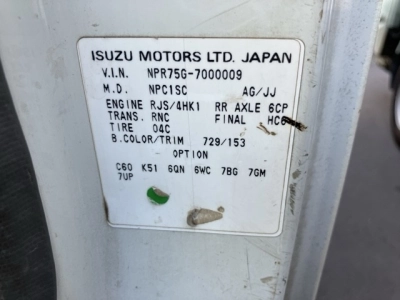 ISUZU MOTORS LTD. JAPAN
V.I.N. NPR75G-7000009
M.D. NPC1SC AG/JJ
ENGINE RJS/4HK1 RR AXLE 6CP
TRANS. RNC FINAL HC6
TIRE 04C
B.COLOR/TRIM 729/153
OPTION
C60 K51 6QN 6WC 7BG 7GM
7UP